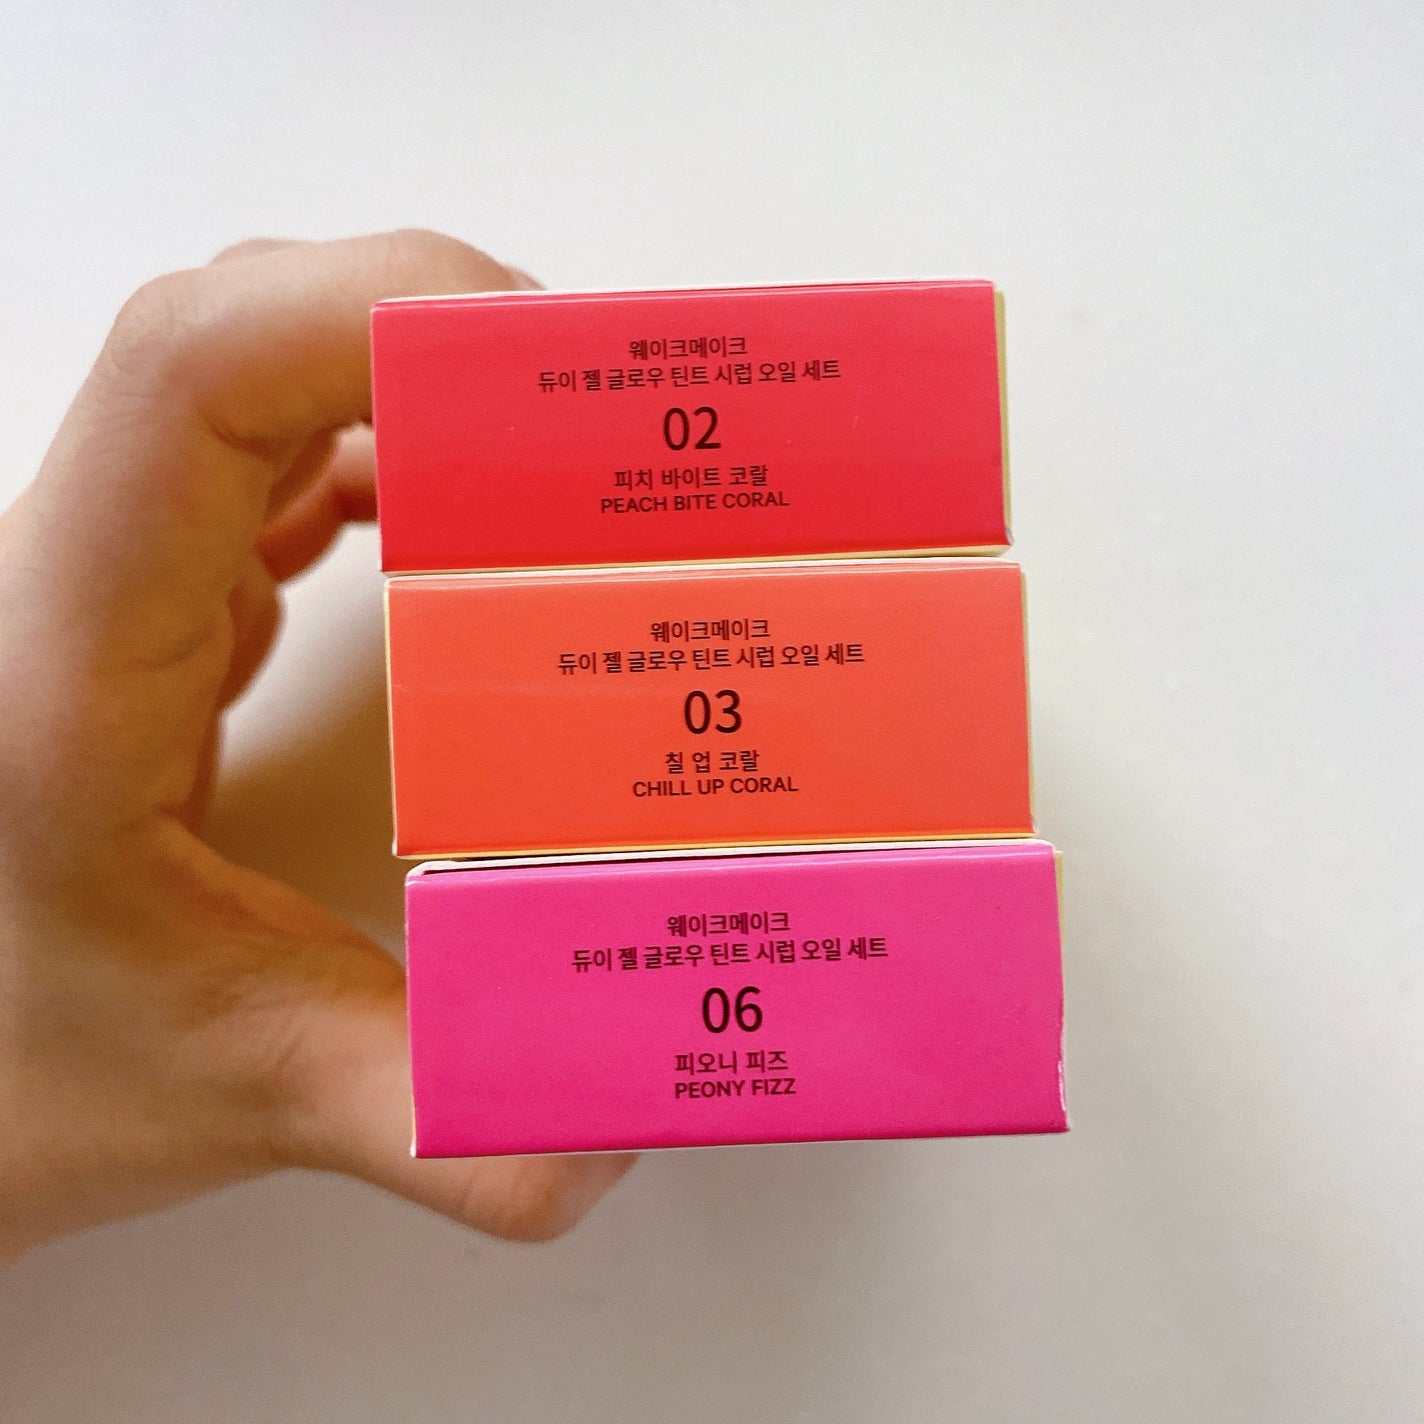 웨이크메이크
듀이 젤 글로우 틴트 시럽 오일 세트
02
피치 바이트 코랄
PEACH BITE CORAL
웨이크메이크
듀이 젤 글로우 틴트 시럽 오일 세트
03
칠 업 코랄
CHILL UP CORAL
웨이크메이크
듀이 젤 글로우 틴트 시럽 오일 세트
06
피오니 피즈
PEONY FIZZ